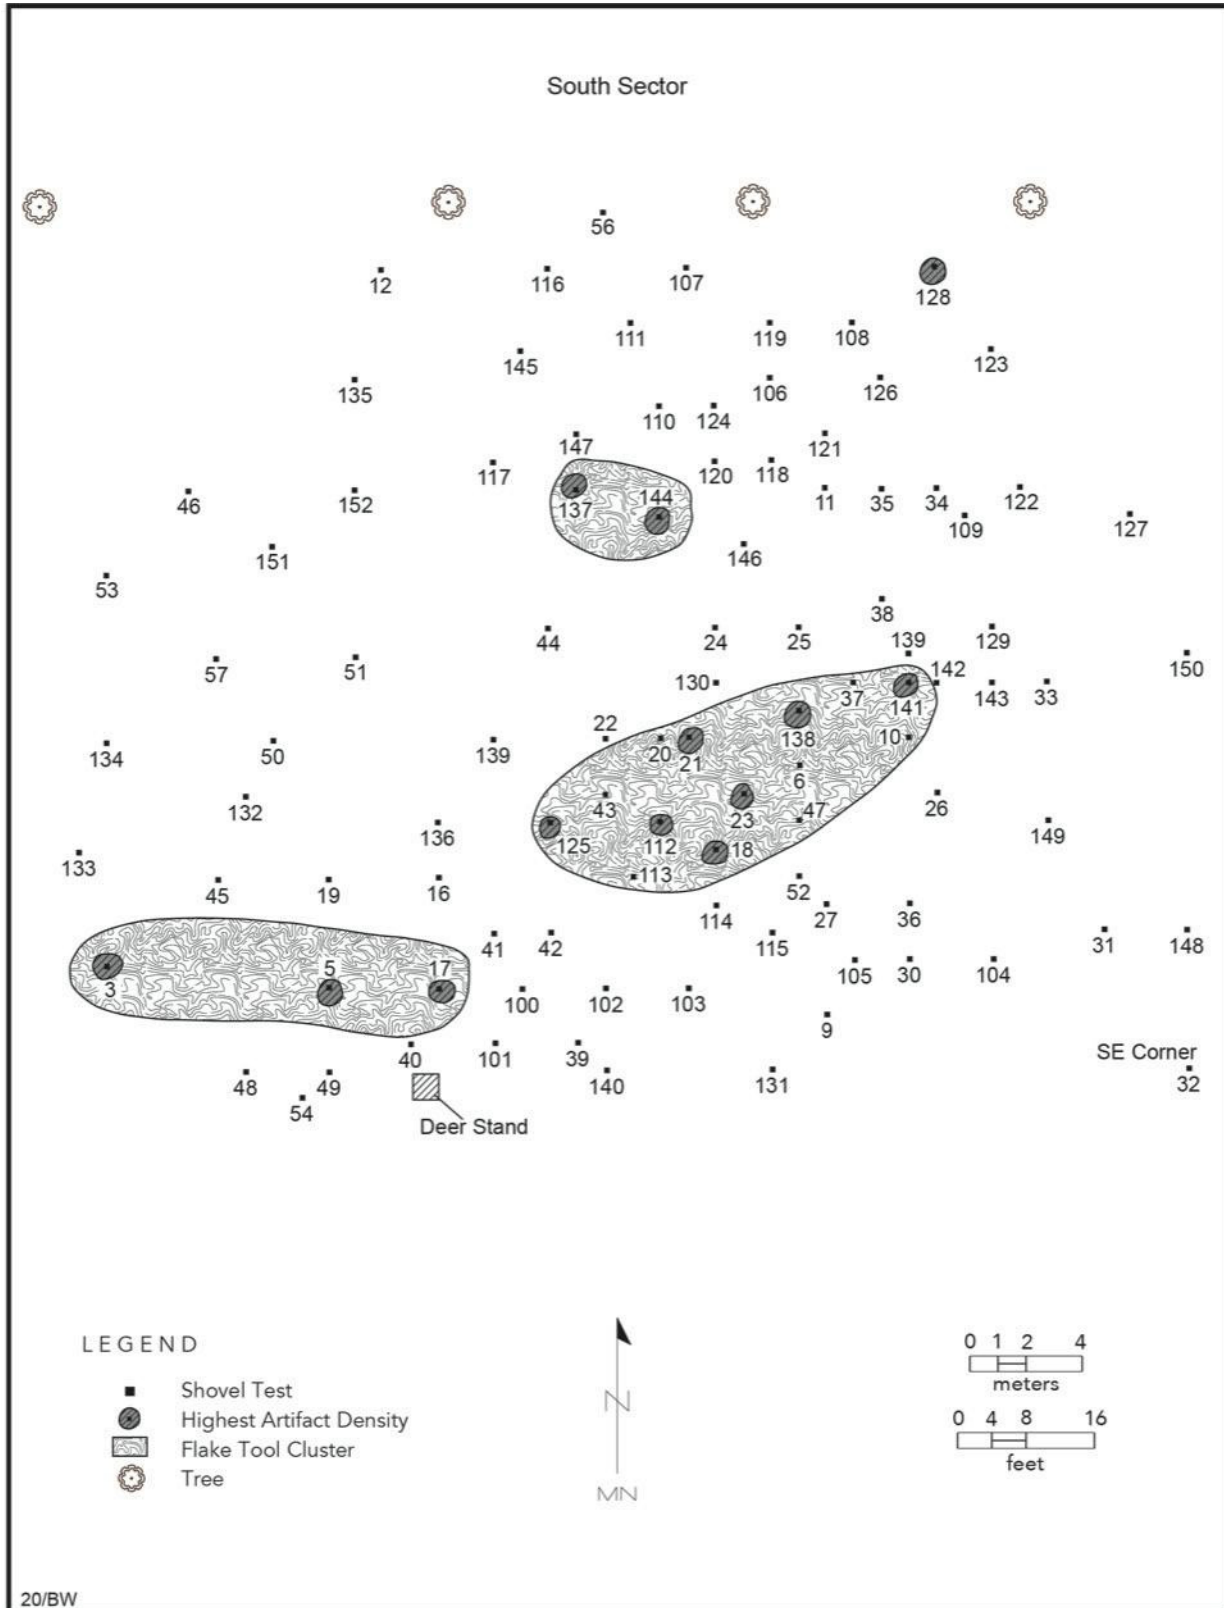 South Sector
56
12 116 107 128
111 119 108
145 123
135 106 126
110 124
147 121
117 120 118
46 152 137 144 11 35 34 122
109 127
151 146
53
38
44 24 25 139 129
57 51 150
130 37 142
141 143 33
22 20 21 138 10
134 50 139
6
132 43 23 47 26
136 125 112 18 149
133
45 19 16 113 52
114 27 36
41 42 115 31 148
3 5 17 105 30 104
100 102 103
9
40 101 39 SE Corner
48 49 140 131 32
54
Deer Stand
LEGEND
Shovel Test
Highest Artifact Density
Flake Tool Cluster
Tree
N
MN
0 1 2 4
meters
0 4 8 16
feet
20/BW